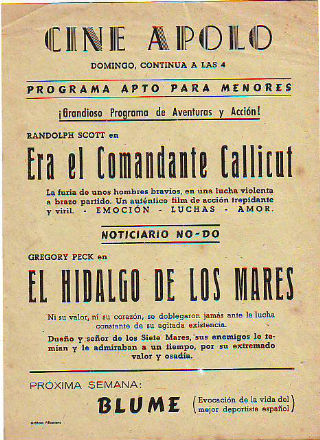 CINE APOLO
DOMINGO, CONTINUA A LAS 4
PROGRAMA APTO PARA MENORES
¡Grandioso Programa de Aventuras y Acción!
RANDOLPH SCOTT en
Era el Comandante Callicut
La furia de unos hombres bravíos, en una lucha violenta
a brazo partido. Un auténtico film de acción trepidante
y viril. - EMOCIÓN - LUCHAS - AMOR.
NOTICIARIO NO-DO
GREGORY PECK en
EL HIDALGO DE LOS MARES
Ni su valor, ni su corazón, se doblegaron jamás ante la lucha
constante de su agitada existencia.
Dueño y señor de los Siete Mares, sus enemigos le te-
mían y le admiraban a un tiempo, por su extremado
valor y osadía.
PRÓXIMA SEMANA:
BLUME (Evocación de la vida del
mejor deportista español)